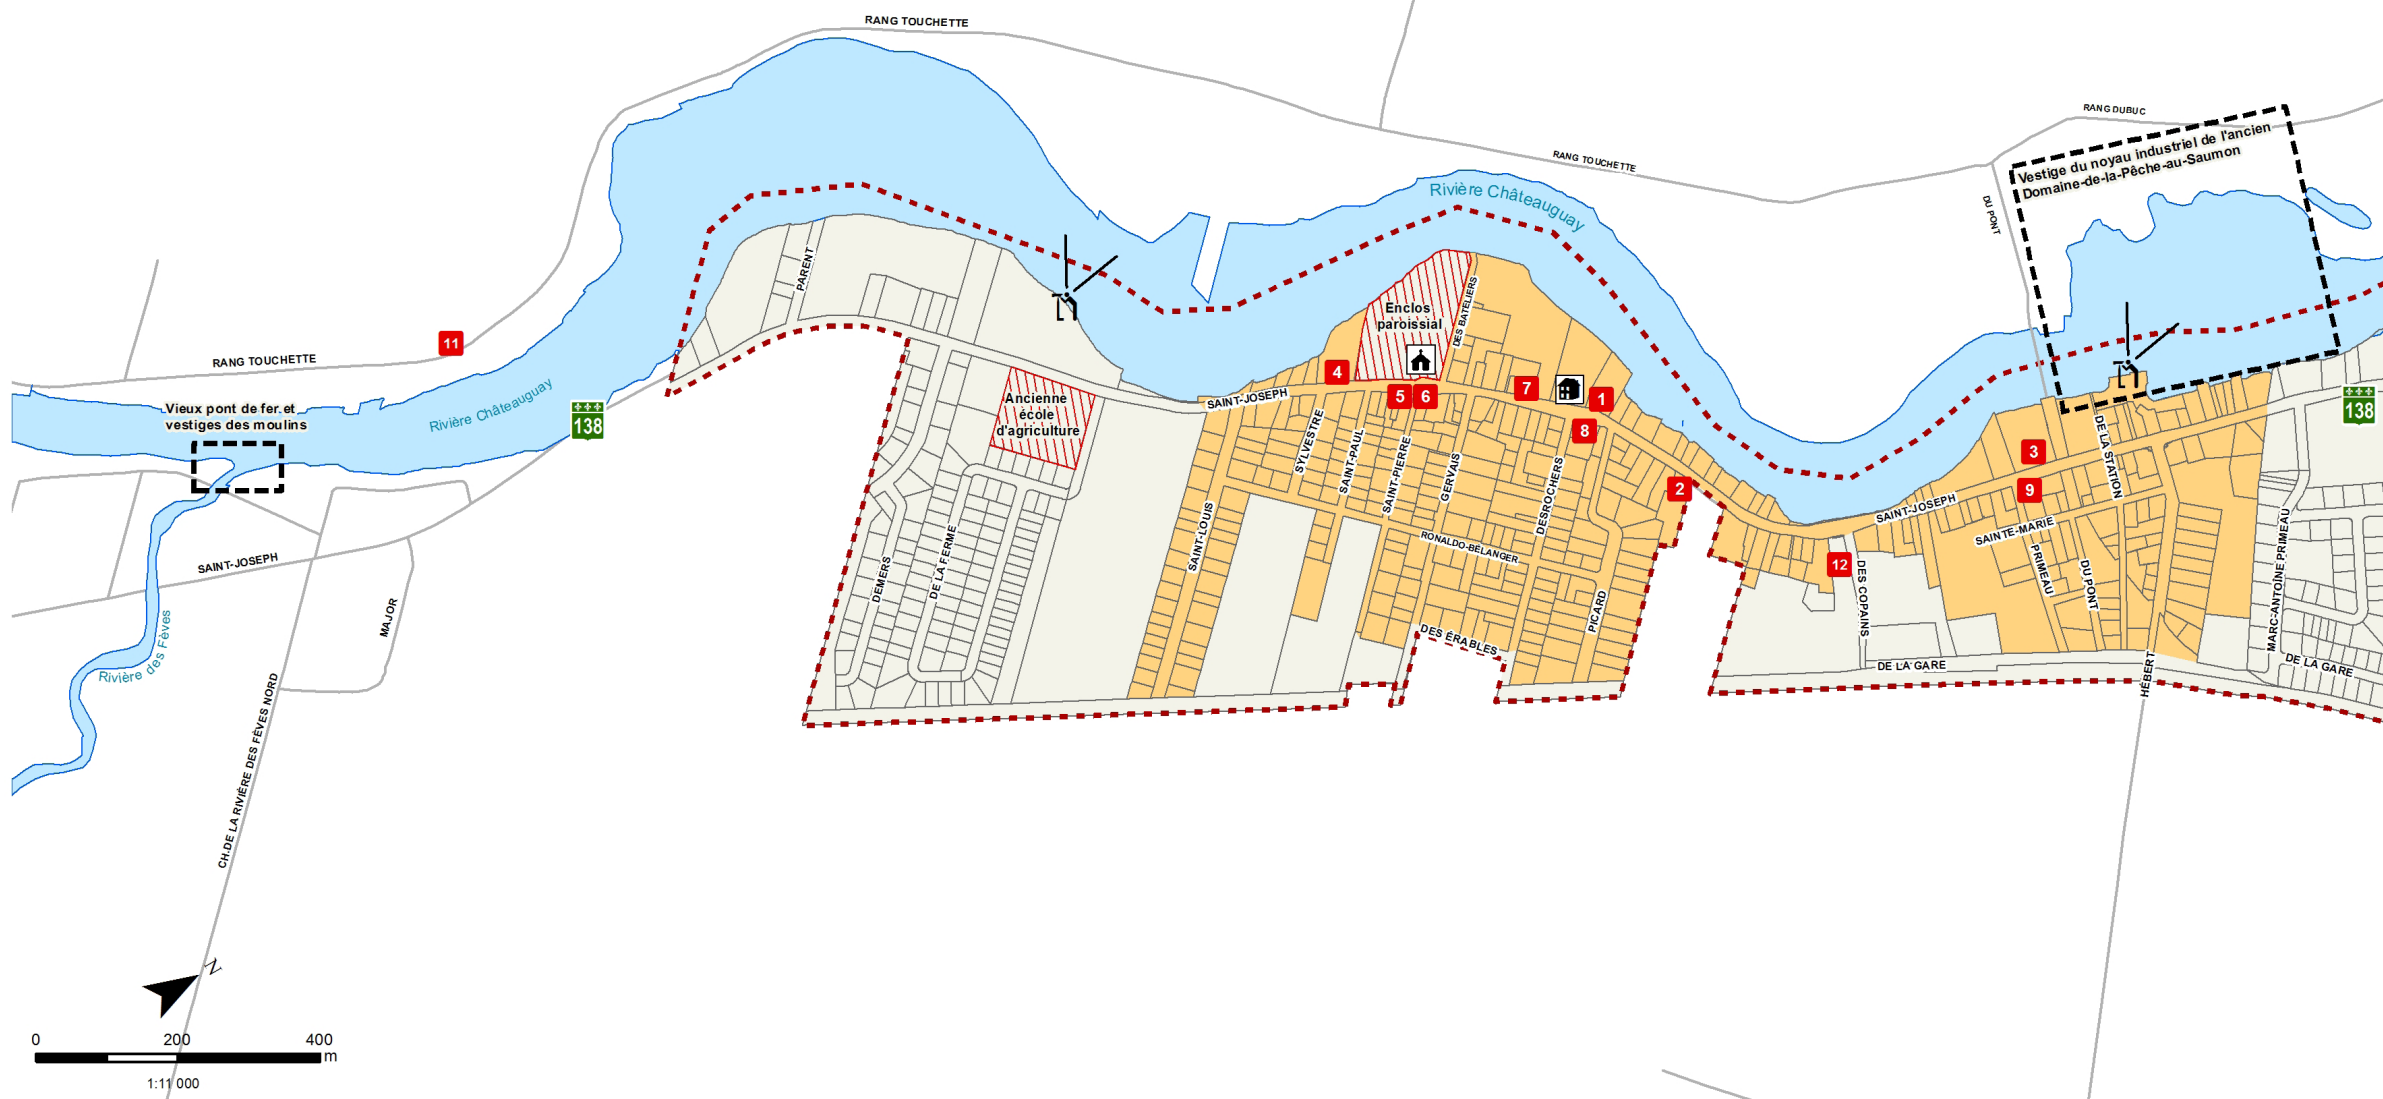 RANG TOUCHETTE
RANG DUBUC
Vestige du noyau industriel de l'ancien
Domaine-de-la-Pêche-au-Saumon
RANG TOUCHETTE
Rivière Châteauguay
DU PONT
PARENT
DES BATELIERS
Enclos
paroissial
11
RANG TOUCHETTE
4
7
1
5
6
8
SAINT-JOSEPH
Ancienne
école
d'agriculture
Vieux pont de fer et
vestiges des moulins
Rivière Châteauguay
138
138
3
9
2
12
SYLVESTRE
SAINT-PAUL
SAINT-PIERRE
GERVAIS
DESROCHERS
DE LA STATION
SAINT-JOSEPH
SAINTE-MARIE
SAINT-LOUIS
RONALDO-BÉLANGER
DEMERS
DE LA FERME
SAINT-JOSEPH
MAJOR
Rivière des Fèves
PICARD
DES ÉRABLES
DES COPAINS
PRIMEAU
DU PONT
MARC-ANTOINE PRIMEAU
DE LA GARE
DE LA GARE
HÉBERT
CH.DE LA RIVIÈRE DES FÈVES NORD
N
0 200 400
m
1:11 000